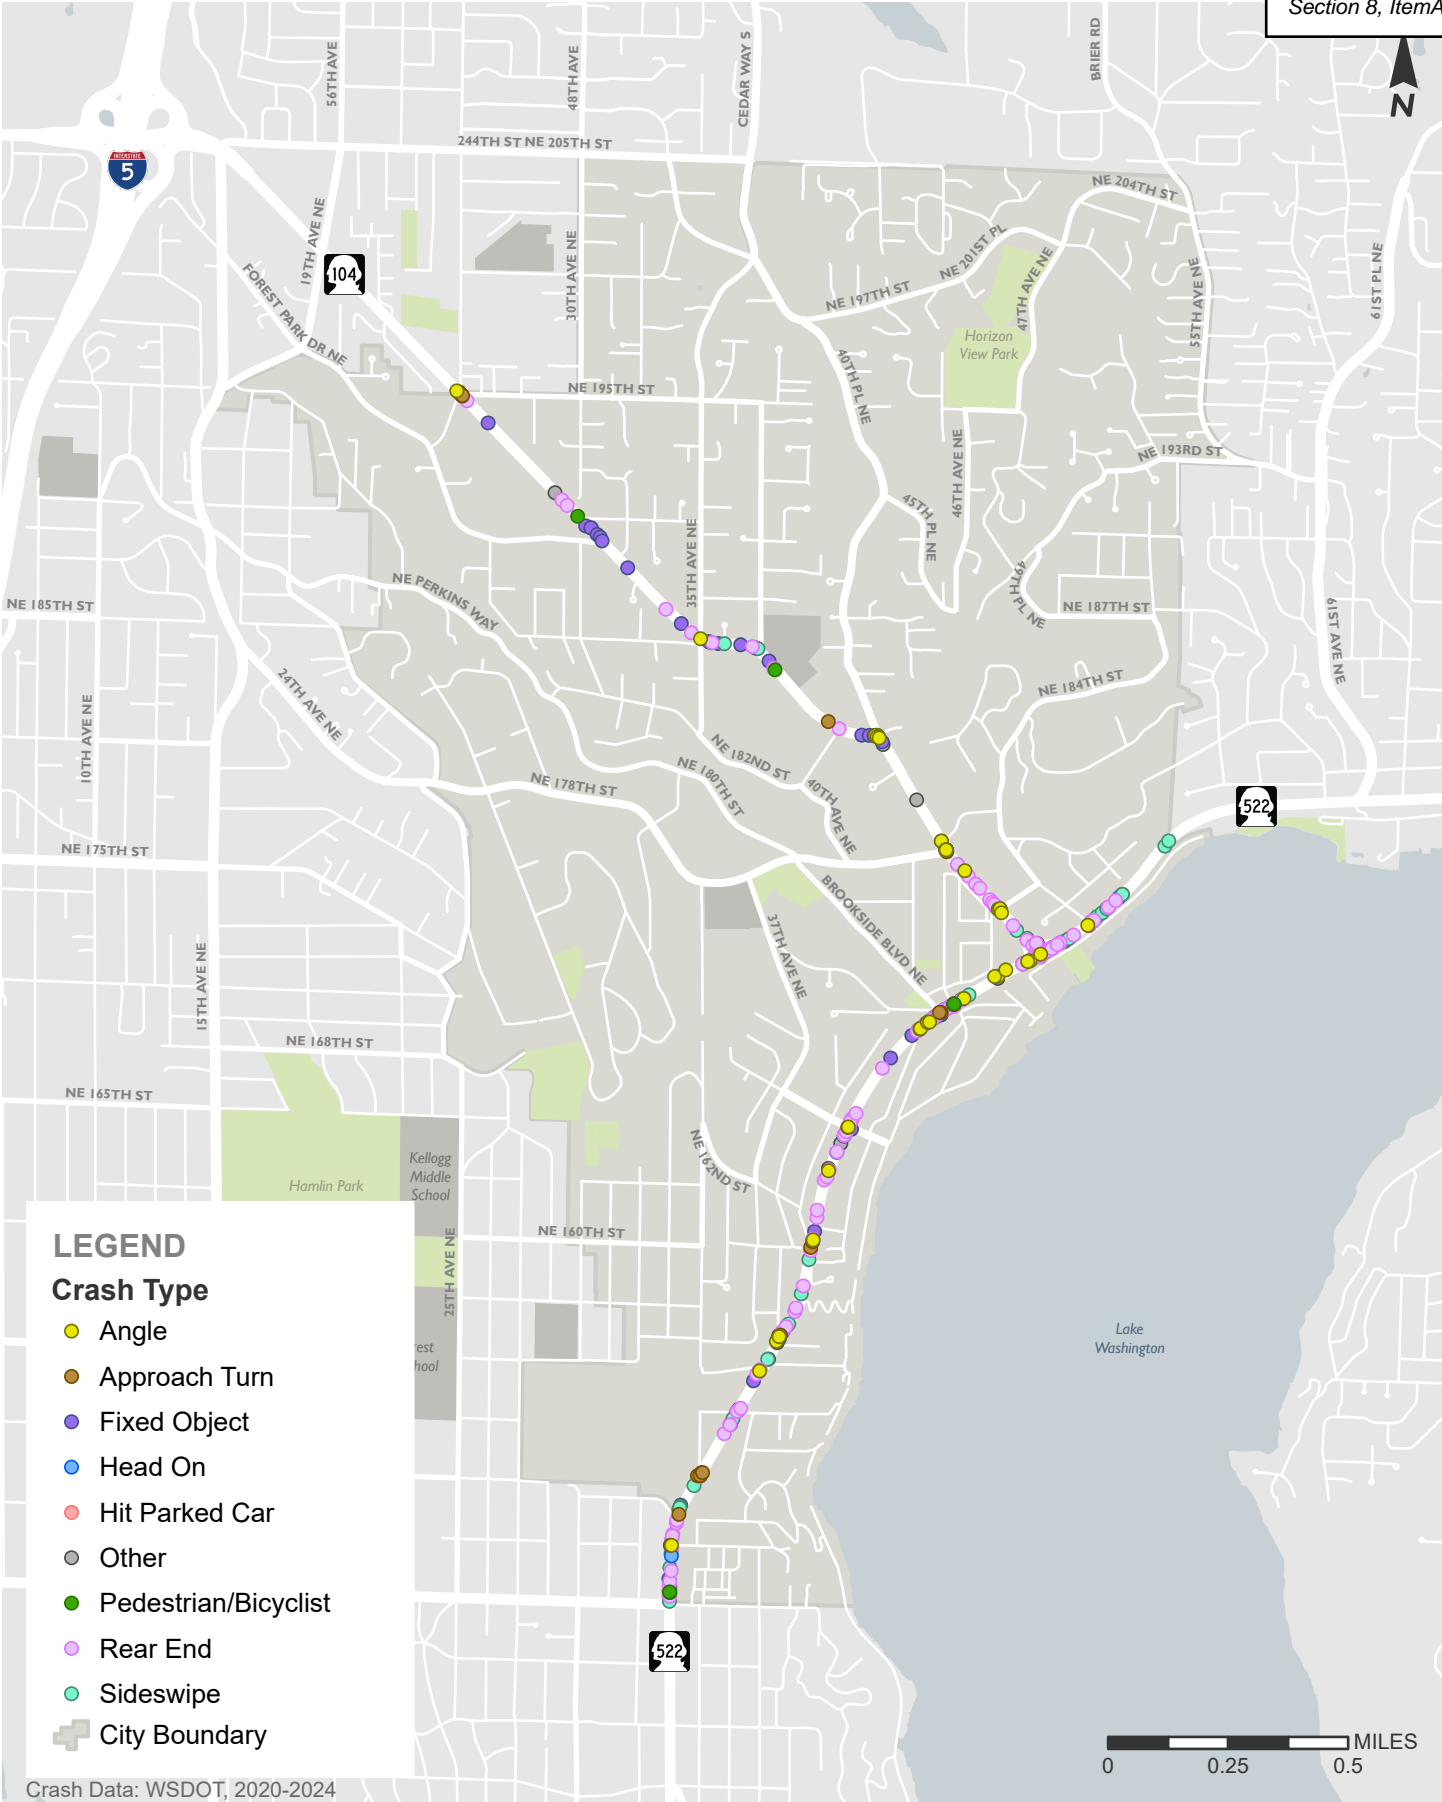 Section 8, ItemA
N
56TH AVE
48TH AVE
CEDAR WAY S
BRIER RD
244TH ST NE 205TH ST
INTERSTATE
5
NE 204TH ST
19TH AVE NE
104
FOREST PARK DR NE
30TH AVE NE
NE 201ST PL
NE 197TH ST
47TH AVE NE
55TH AVE NE
61ST PL NE
Horizon
View Park
40TH PL NE
NE 195TH ST
46TH AVE NE
NE 193RD ST
45TH PL NE
35TH AVE NE
49TH PL NE
NE 187TH ST
NE PERKINS WAY
NE 185TH ST
61ST AVE NE
NE 184TH ST
24TH AVE NE
10TH AVE NE
NE 182ND ST
NE 180TH ST
NE 178TH ST
40TH AVE NE
522
NE 175TH ST
BROOKSIDE BLVD NE
37TH AVE NE
15TH AVE NE
NE 168TH ST
NE 165TH ST
NE 162ND ST
Kellogg
Middle
School
Hamlin Park
NE 160TH ST
25TH AVE NE
rest
hool
Lake
Washington
LEGEND
Crash Type
Angle
Approach Turn
Fixed Object
Head On
Hit Parked Car
Other
Pedestrian/Bicyclist
Rear End
Sideswipe
City Boundary
522
MILES
0 0.25 0.5
Crash Data: WSDOT, 2020-2024